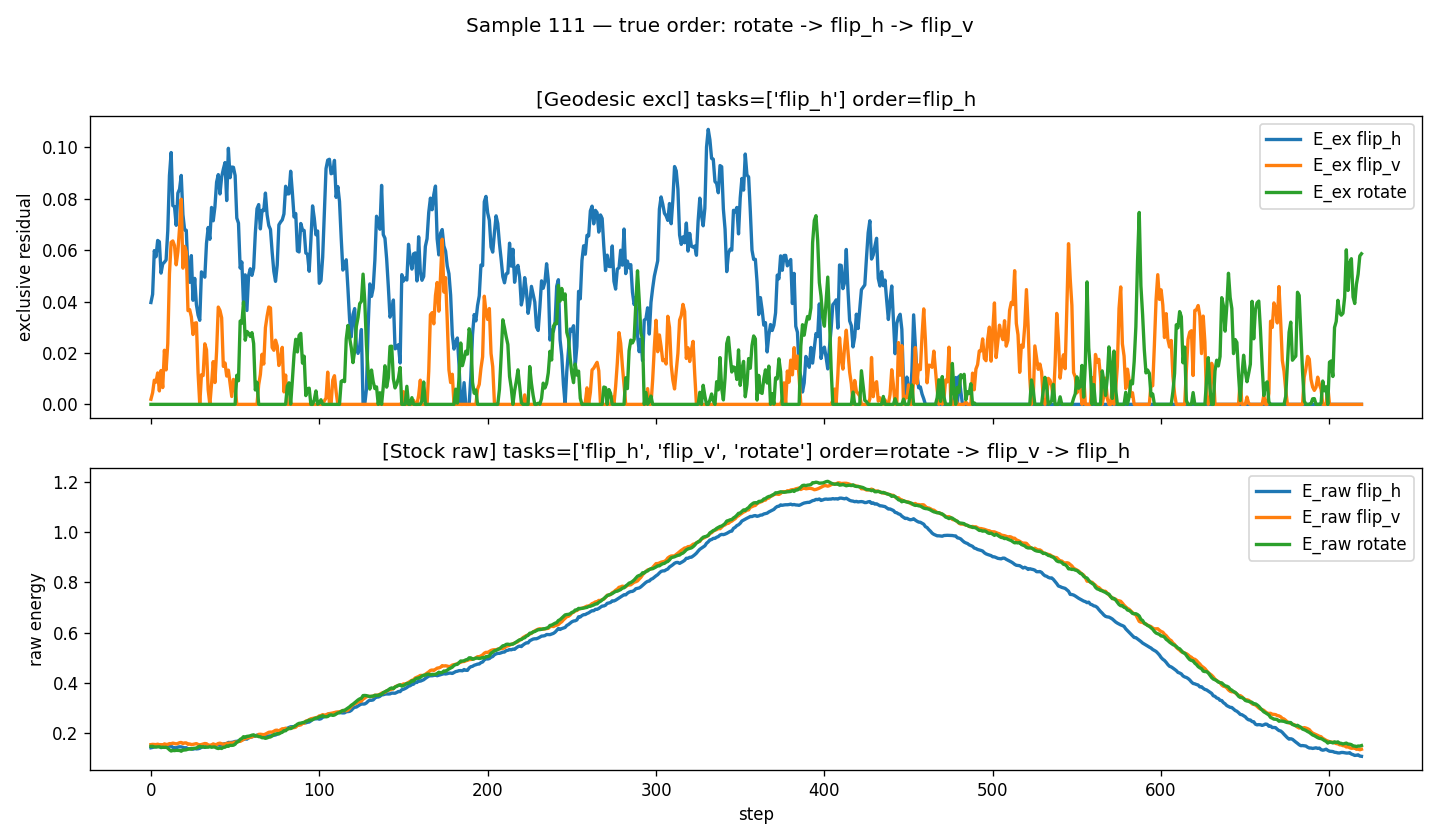 Sample 111 — true order: rotate -> flip_h -> flip_v
[Geodesic excl] tasks=['flip_h'] order=flip_h
exclusive residual
0.10
0.08
0.06
0.04
0.02
0.00
E_ex flip_h
E_ex flip_v
E_ex rotate
[Stock raw] tasks=['flip_h', 'flip_v', 'rotate'] order=rotate -> flip_v -> flip_h
raw energy
1.2
1.0
0.8
0.6
0.4
0.2
E_raw flip_h
E_raw flip_v
E_raw rotate
0 100 200 300 400 500 600 700
step